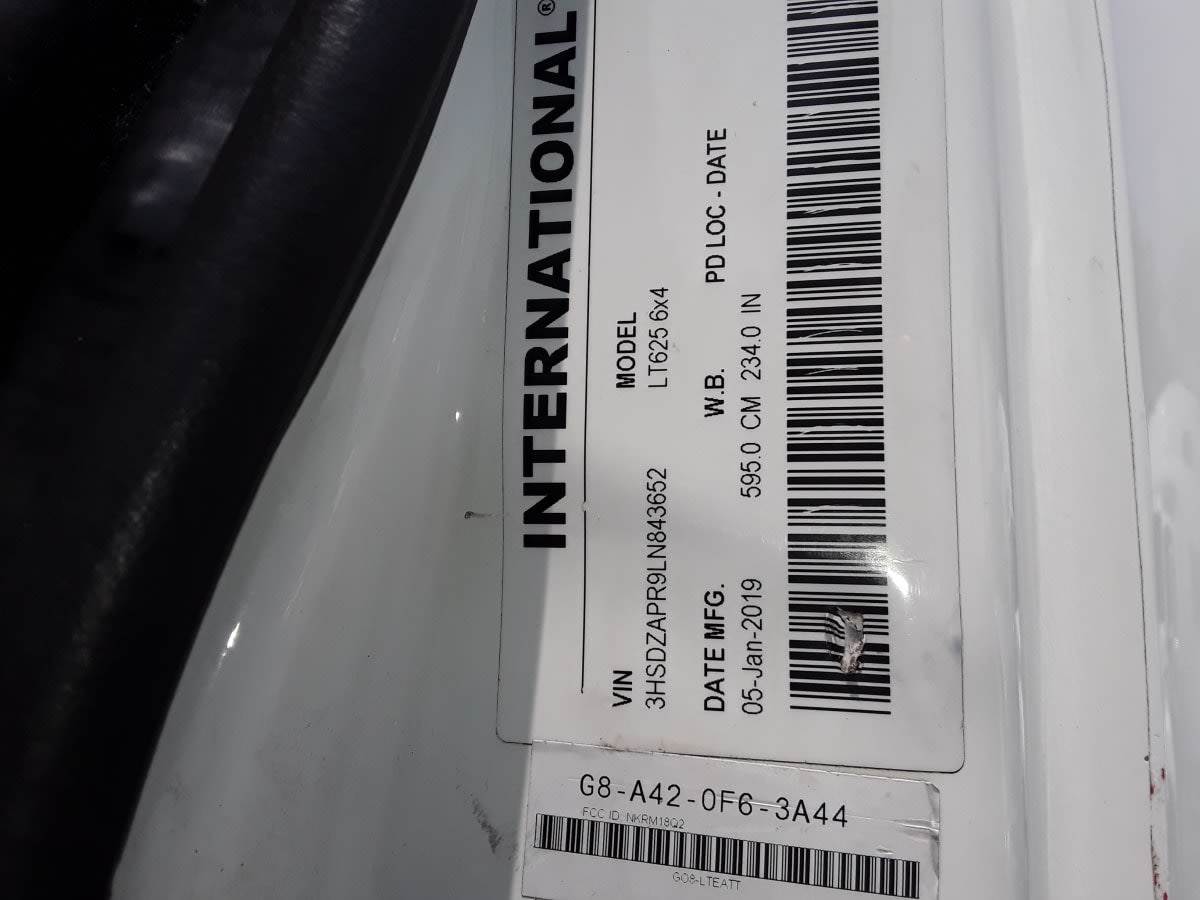 INTERNATIONAL®
VIN MODEL
3HSDZAPR9LN843652 LT625 6x4
DATE MFG. W.B. PD LOC - DATE
05-Jan-2019 595.0 CM 234.0 IN
G8-A42-0F6-3A44
FCC ID: NKRM18Q2
GO8-LTEATT